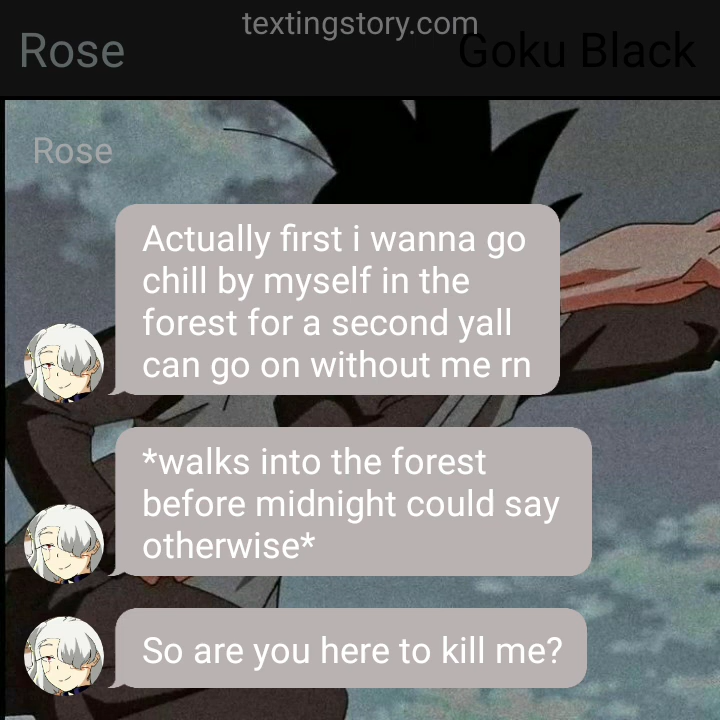 textingstory.com
Rose
Goku Black
Rose
Actually first i wanna go
chill by myself in the
forest for a second yall
can go on without me rn
*walks into the forest
before midnight could say
otherwise*
So are you here to kill me?